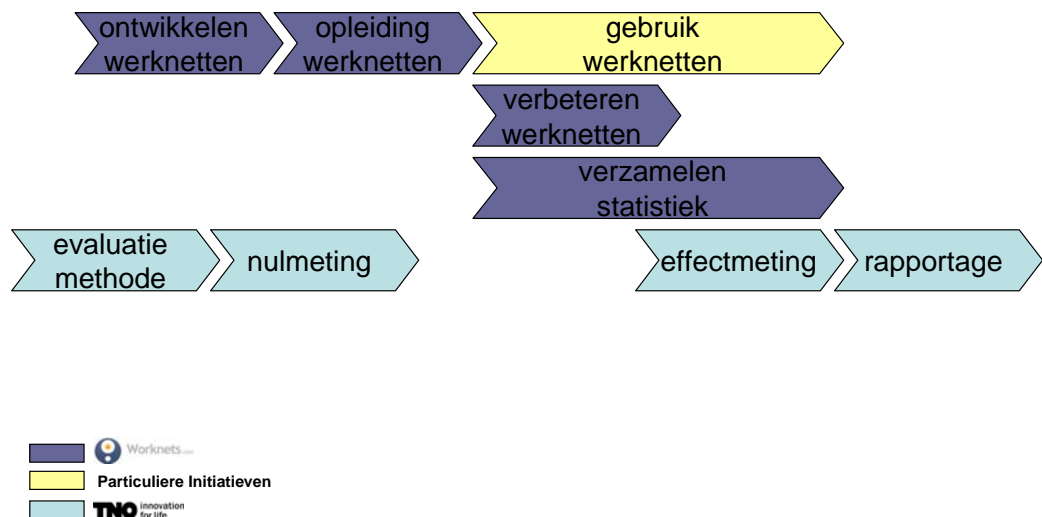 ontwikkelen
werknetten
opleiding
werknetten
gebruik
werknetten
verbeteren
werknetten
verzamelen
statistiek
evaluatie
methode
nulmeting
effectmeting
rapportage
Worknets.com
Particuliere Initiatieven
TNO innovation
for life